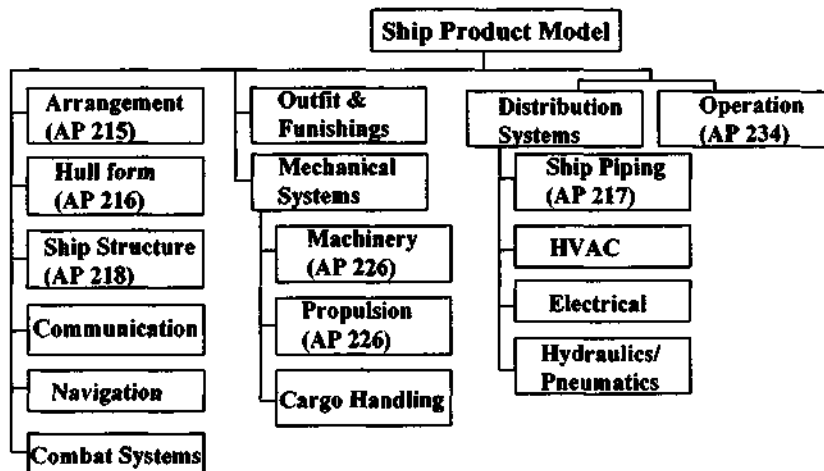 Ship Product Model
Arrangement
(AP 215)
Hull form
(AP 216)
Ship Structure
(AP 218)
Communication
Navigation
Combat Systems
Outfit &
Funishings
Mechanical
Systems
Machinery
(AP 226)
Propulsion
(AP 226)
Cargo Handling
Distribution
Systems
Ship Piping
(AP 217)
HVAC
Electrical
Hydraulics/
Pneumatics
Operation
(AP 234)